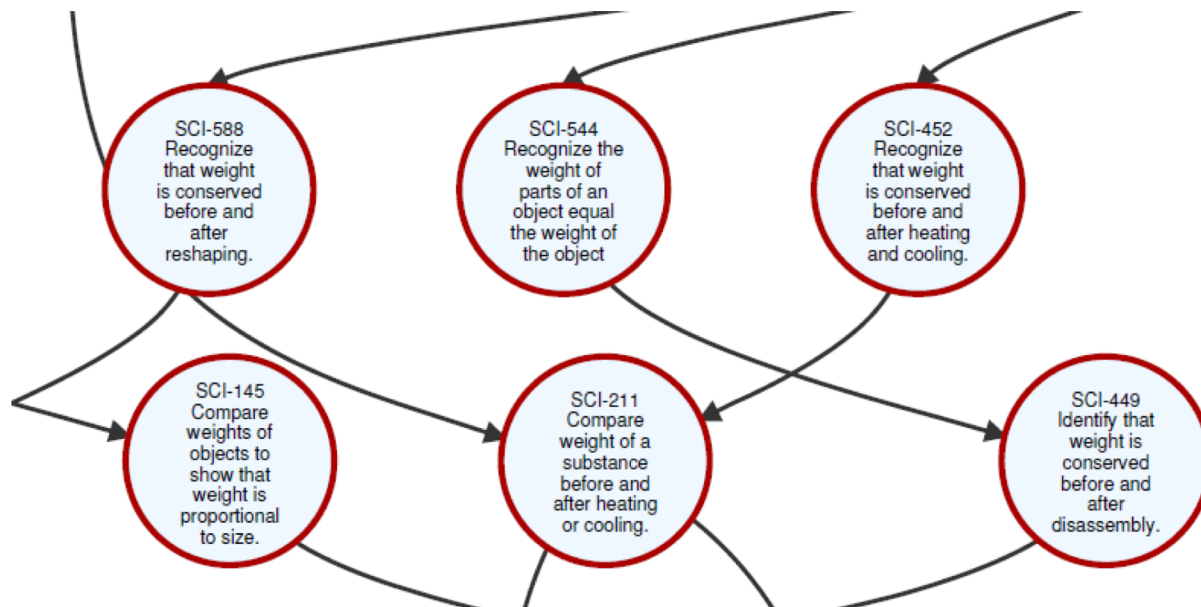 SCI-588
Recognize
that weight
is conserved
before and
after
reshaping.
SCI-544
Recognize the
weight of
parts of an
object equal
the weight of
the object
SCI-452
Recognize
that weight
is conserved
before and
after heating
and cooling.
SCI-145
Compare
weights of
objects to
show that
weight is
proportional
to size.
SCI-211
Compare
weight of a
substance
before and
after heating
or cooling.
SCI-449
Identify that
weight is
conserved
before and
after
disassembly.